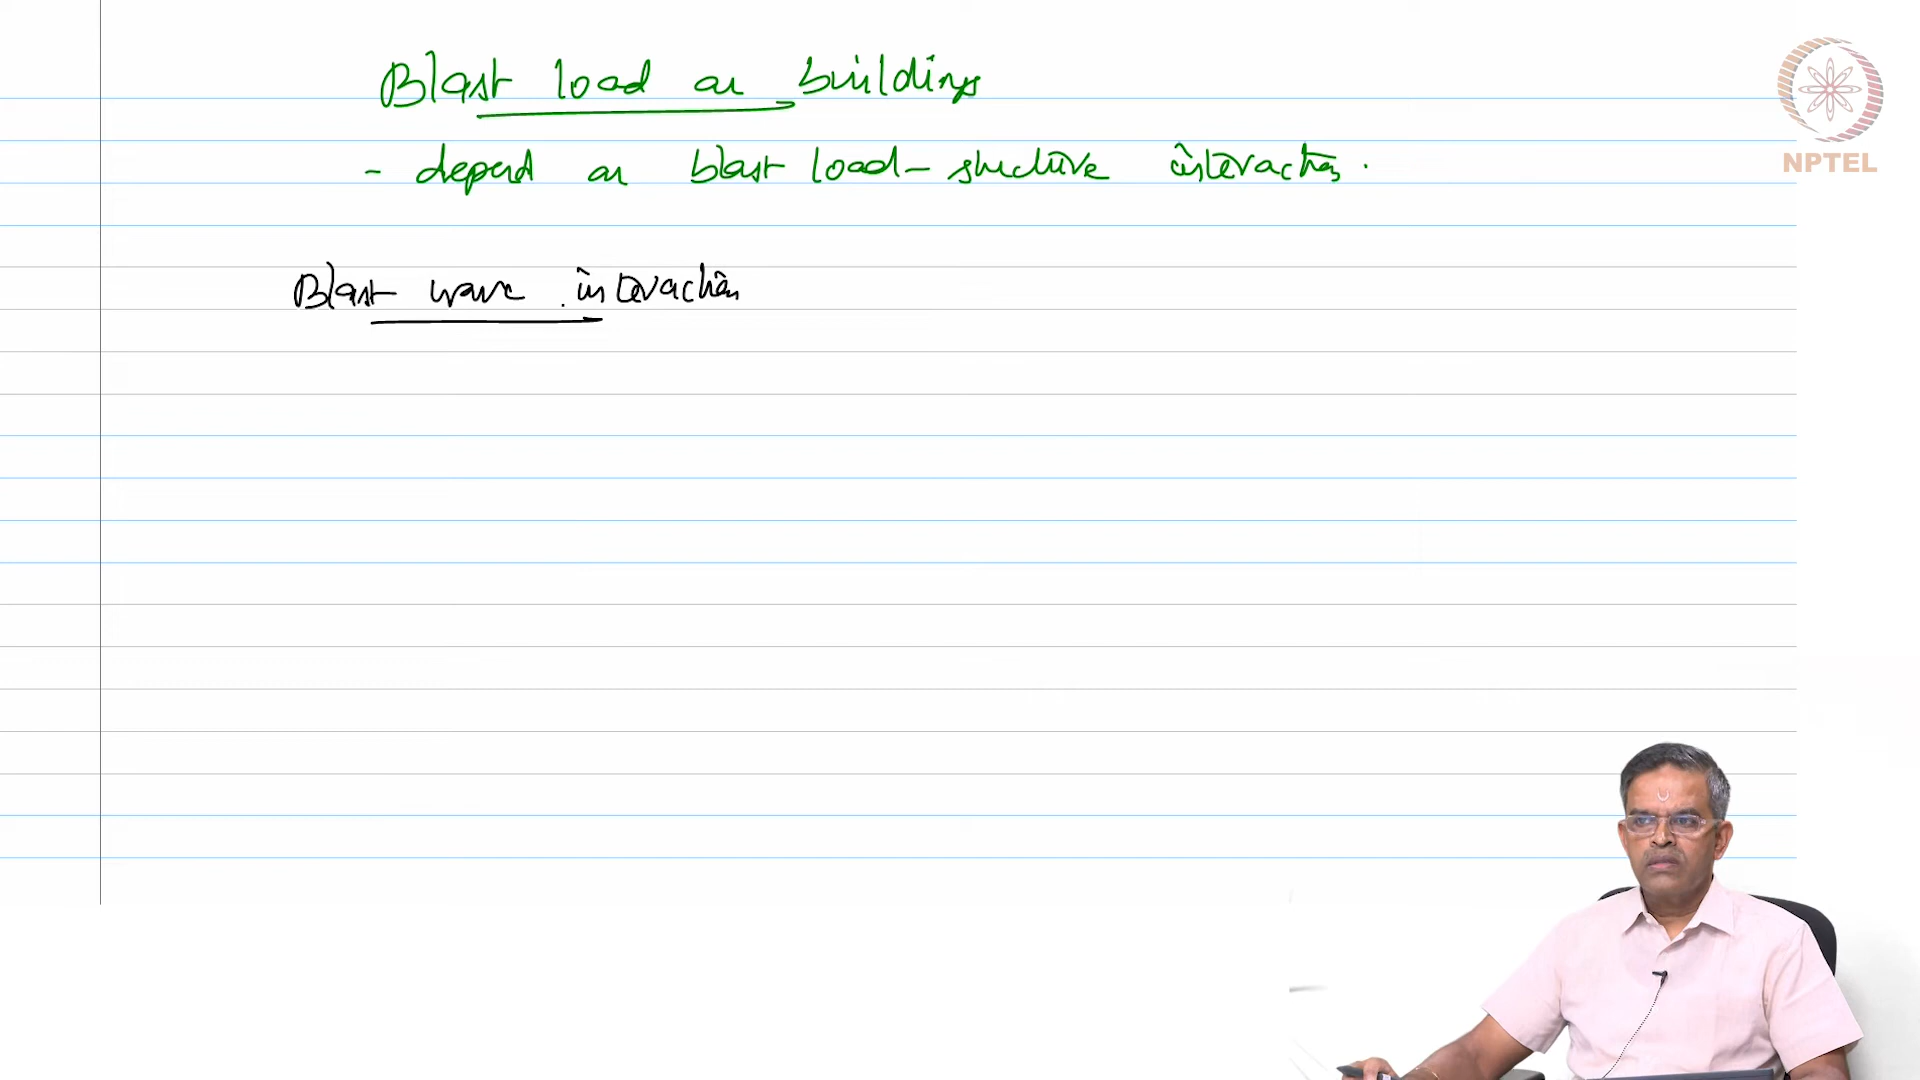 Blast load on buildings
- depend on blast load - structure interaction.
Blast wave interaction
NPTEL